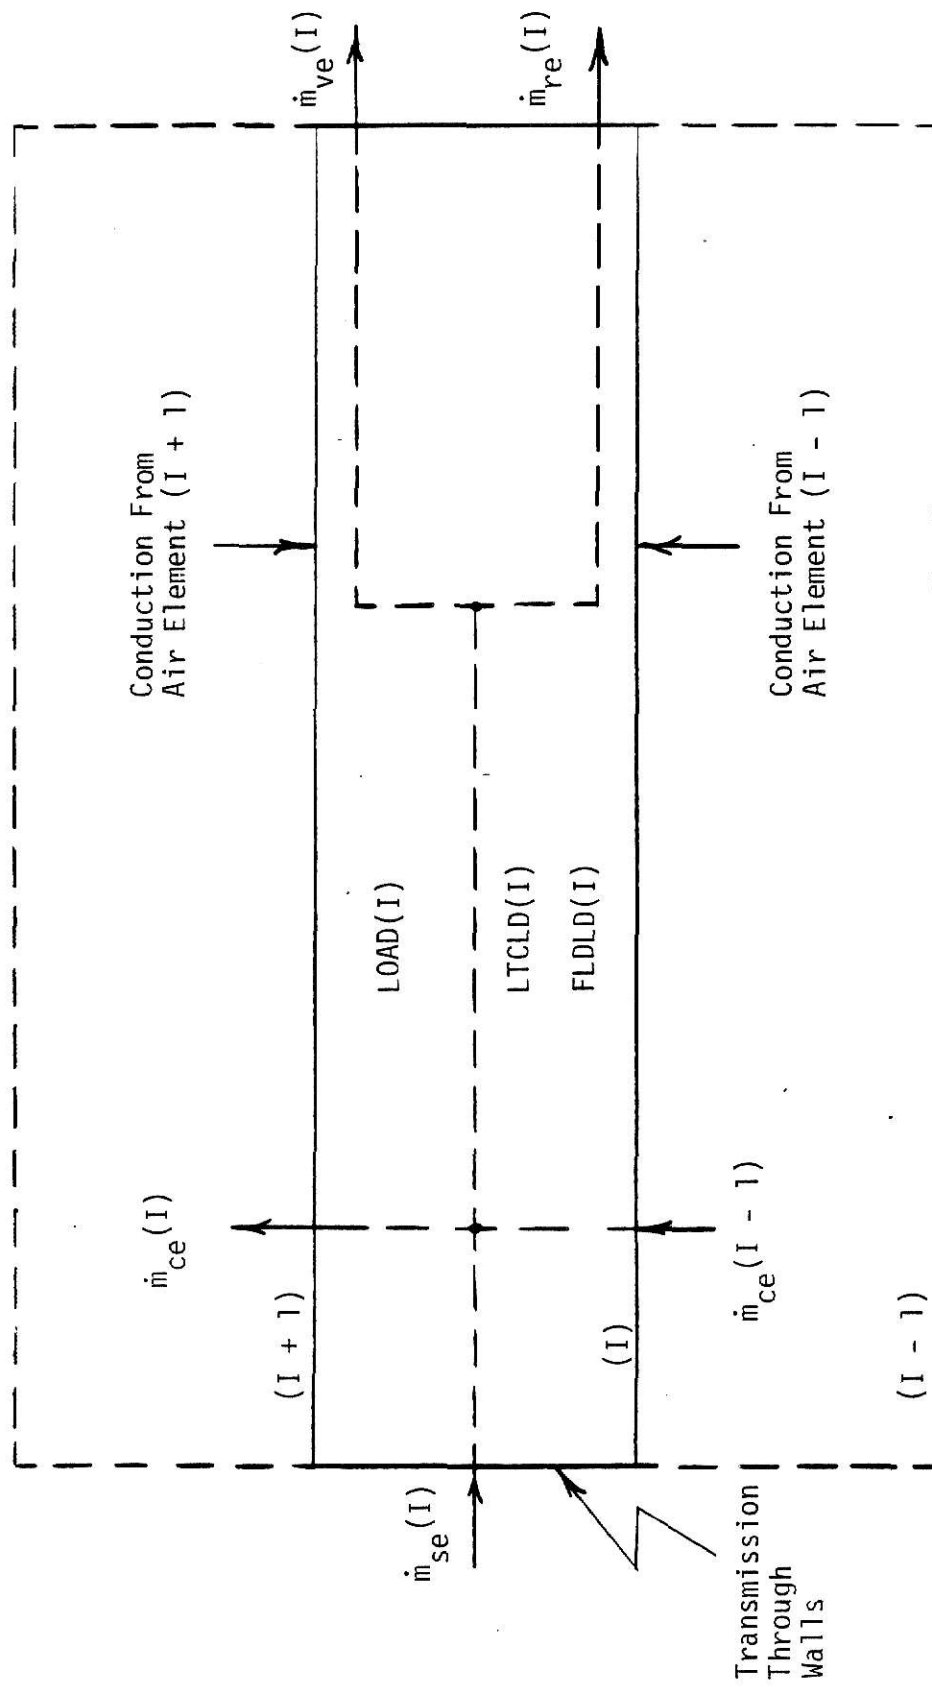 ṁce(I)
Conduction From
Air Element (I + 1)
(I + 1)
ṁve(I)
ṁse(I)
LOAD(I)
LTCLD(I)
FLDLD(I)
ṁre(I)
(I)
Transmission
Through
Walls
ṁce(I - 1)
Conduction From
Air Element (I - 1)
(I - 1)